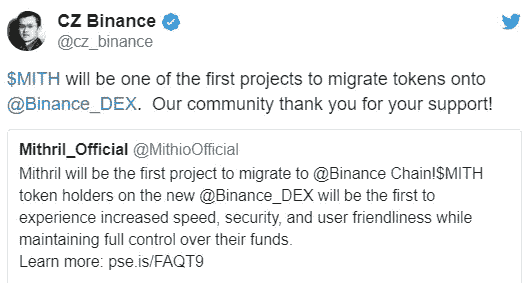 CZ Binance
@cz_binance
$MITH will be one of the first projects to migrate tokens onto
@Binance_DEX.  Our community thank you for your support!
Mithril_Official @MithioOfficial
Mithril will be the first project to migrate to @Binance Chain!$MITH
token holders on the new @Binance_DEX will be the first to
experience increased speed, security, and user friendliness while
maintaining full control over their funds.
Learn more: pse.is/FAQT9